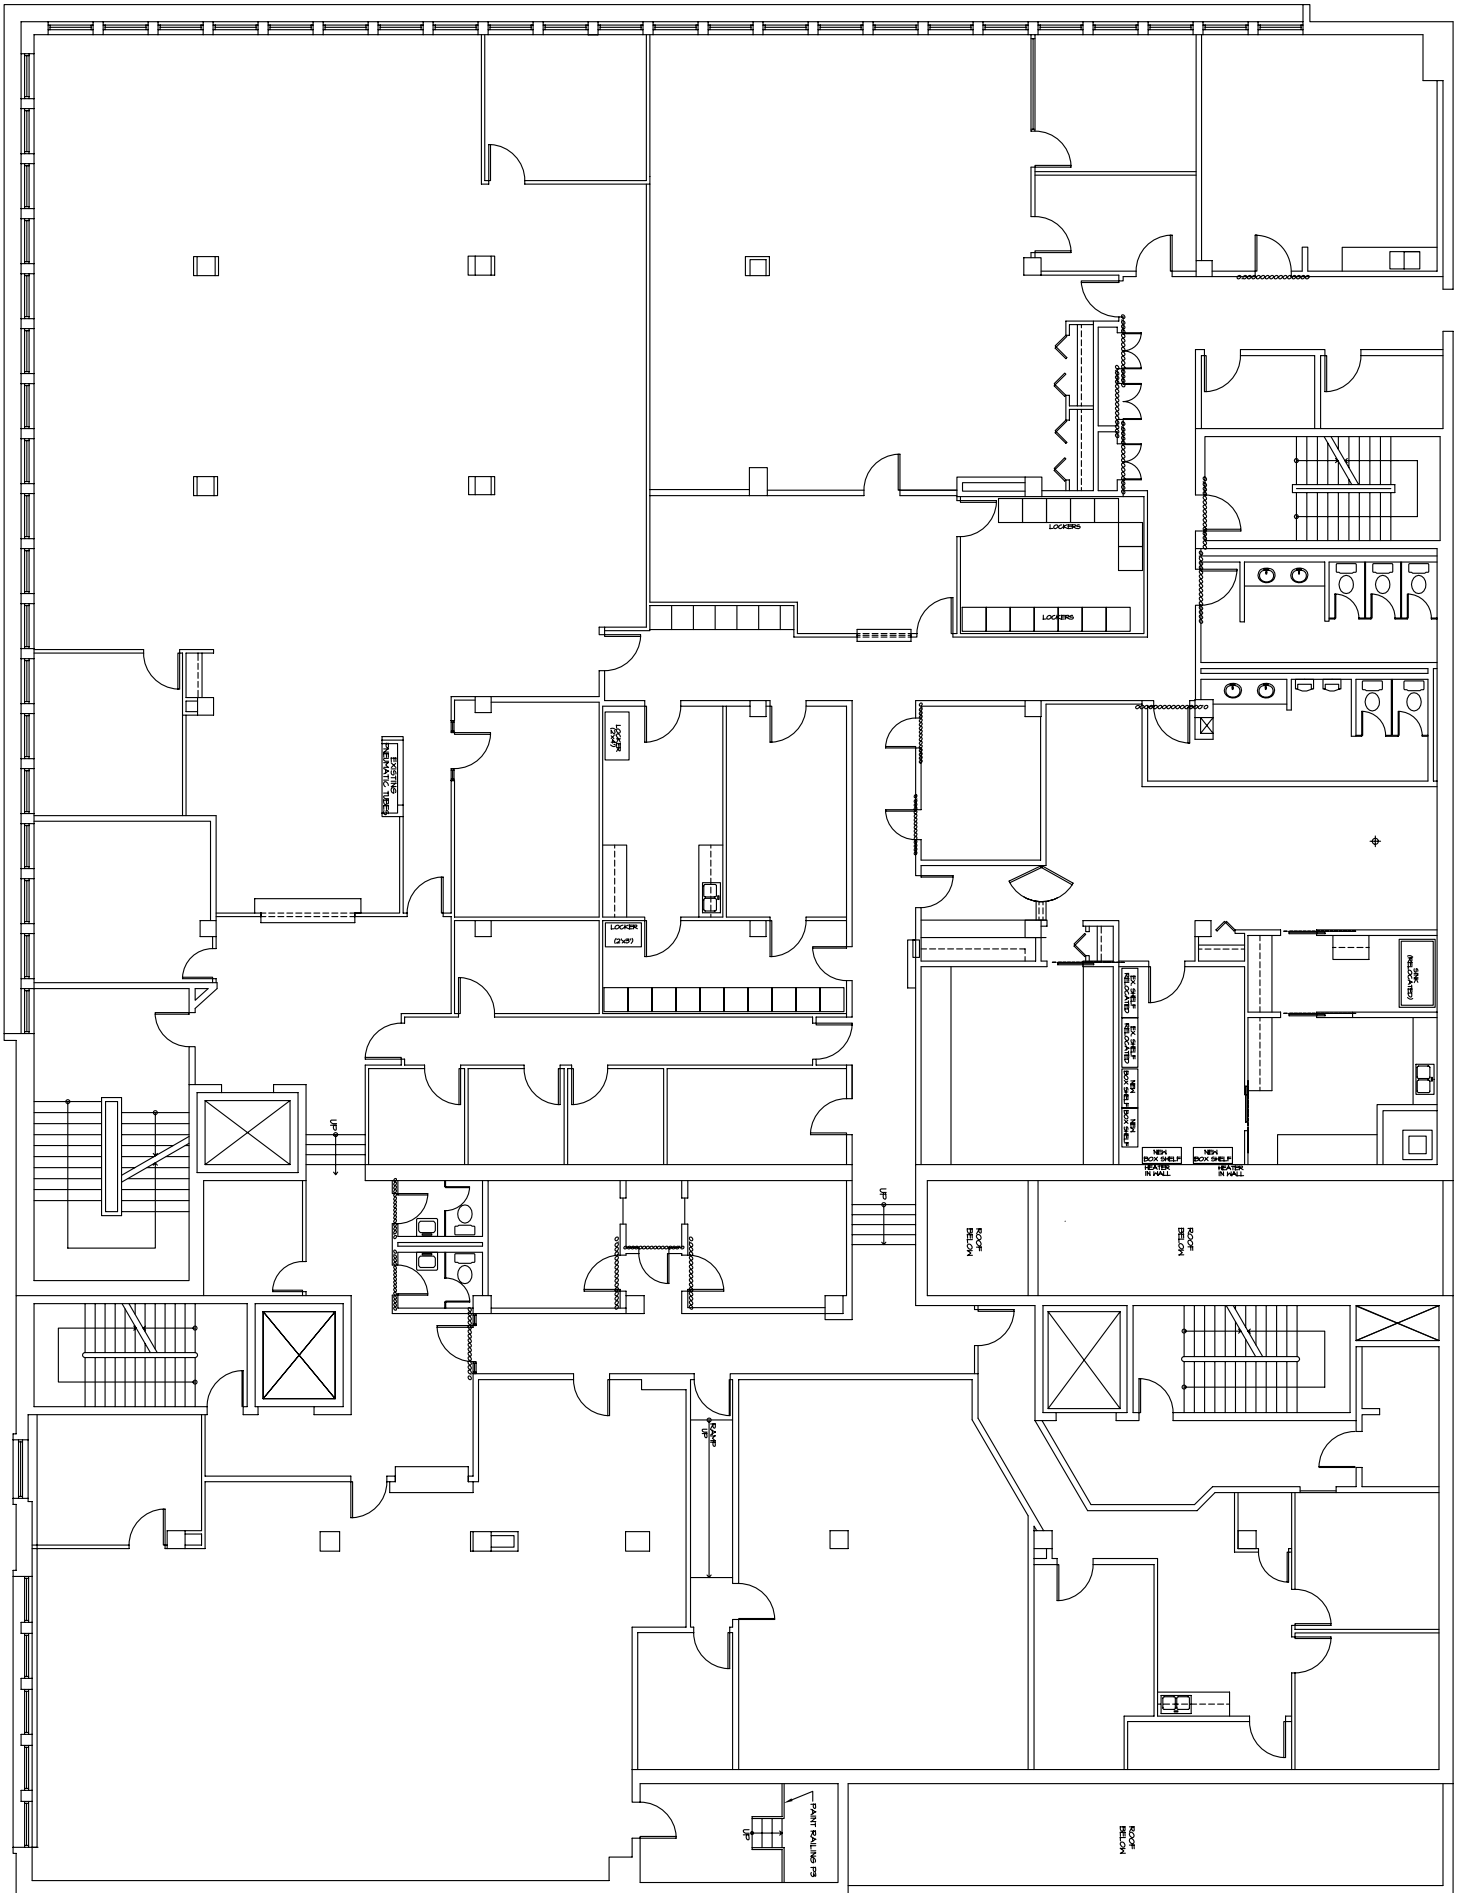 LOCKERS
LOCKERS
LOCKER
(2'x4')
EXISTING
PNEUMATIC TUBES
LOCKER
(2'x3')
SINK
(RELOCATED)
EX. SHELF
RELOCATED
EX. SHELF
RELOCATED
NEW
BOX SHELF
NEW
BOX SHELF
NEW
BOX SHELF
HEATER
IN WALL
NEW
BOX SHELF
HEATER
IN WALL
UP
UP
ROOF
BELOW
ROOF
BELOW
RAMP
UP
PAINT RAILING P3
UP
ROOF
BELOW